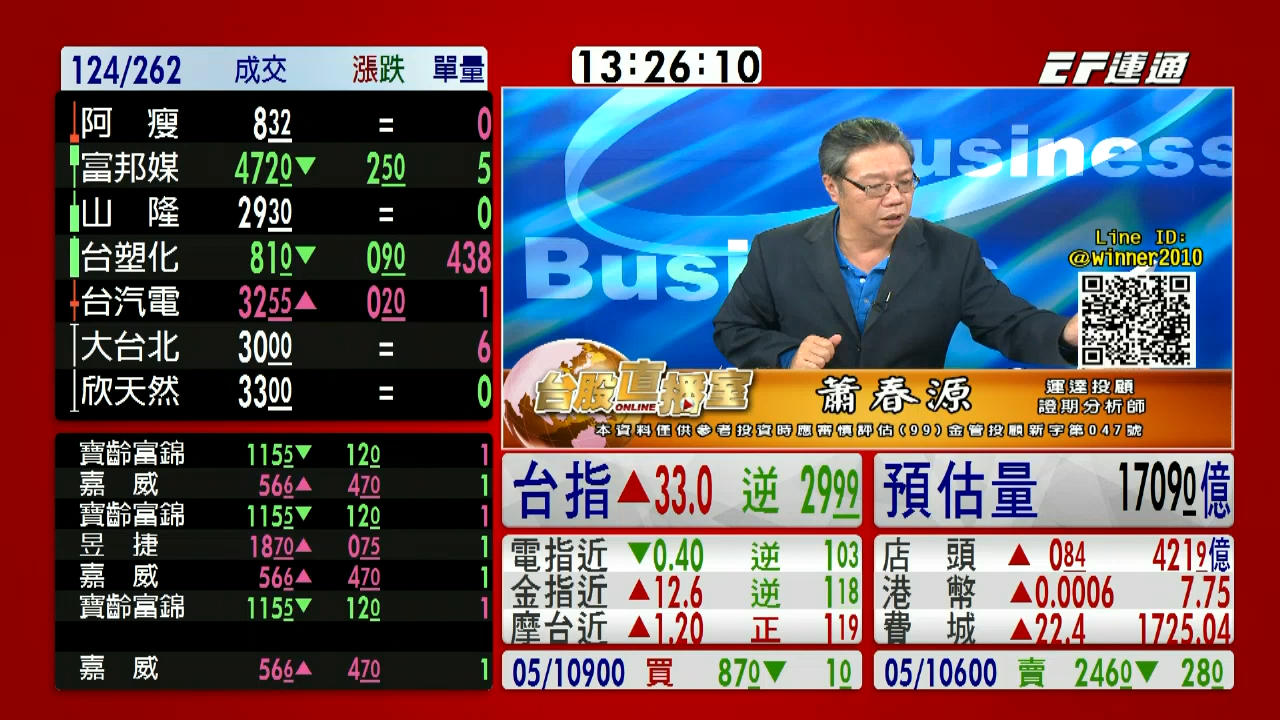 124/262 成交 漲跌 單量
阿瘦 832 = 0
富邦媒 4720▼ 250 5
山隆 2930 = 0
台塑化 810▼ 090 438
台汽電 3255▲ 020 1
大台北 3000 = 6
欣天然 3300 = 0
寶齡富錦 1155▼ 120 1
嘉威 566▲ 470 1
寶齡富錦 1155▼ 120 1
昱捷 1870▲ 075 1
嘉威 566▲ 470 1
寶齡富錦 1155▼ 120 1
嘉威 566▲ 470 1
13:26:10
EF運通
Business
Business
Line ID:
@winner2010
台股直播室
ONLINE
蕭春源
運達投顧
證期分析師
本資料僅供參考投資時應審慎評估(99)金管投顧新字第047號
台指▲33.0 逆 2999
預估量 17090億
電指近▼0.40 逆 103
金指近▲12.6 逆 118
摩台近▲1.20 正 119
店頭▲084 4219億
港幣▲0.0006 7.75
費城▲22.4 1725.04
05/10900 買 870▼ 10
05/10600 賣 2460▼ 280